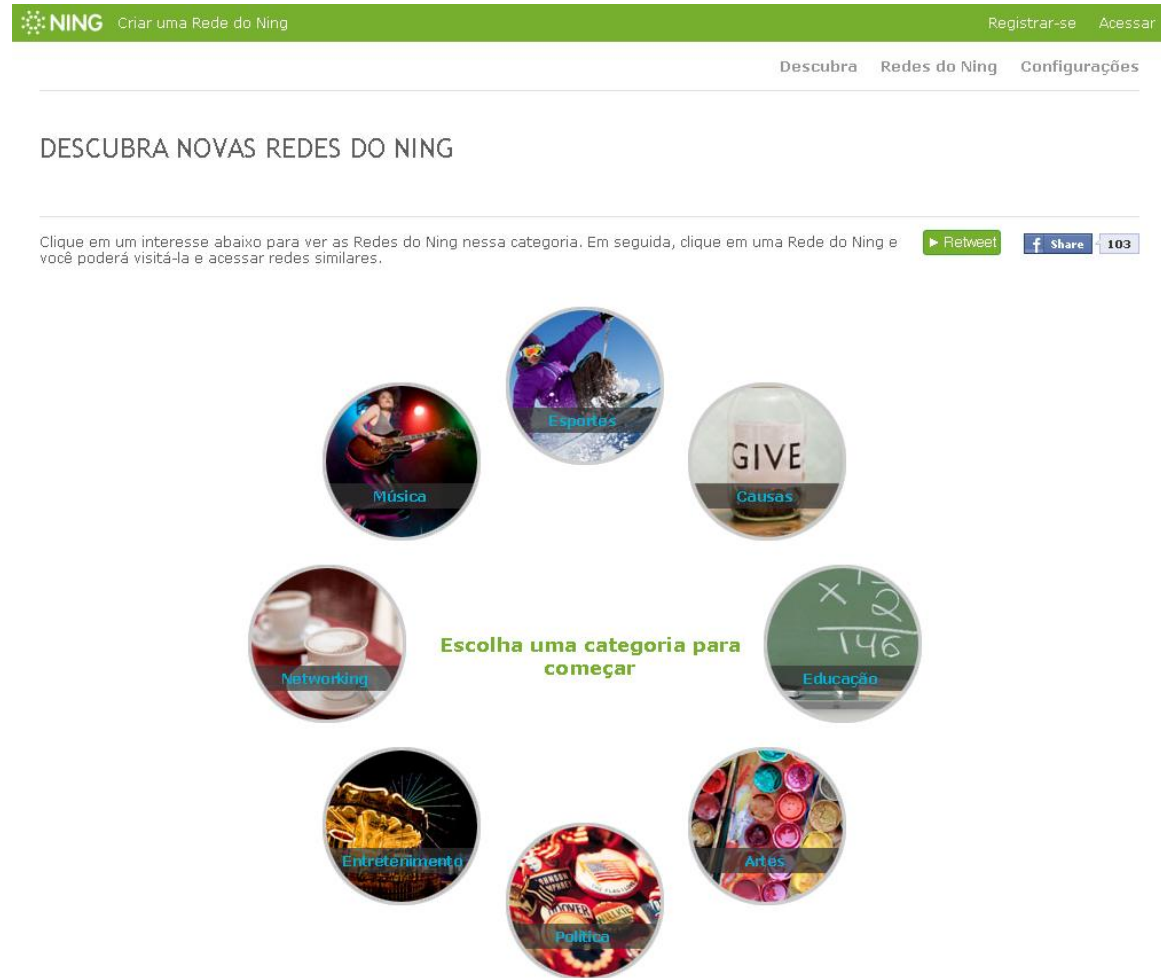 NING Criar uma Rede do Ning Registrar-se Acessar
Descubra Redes do Ning Configurações
DESCUBRA NOVAS REDES DO NING
Clique em um interesse abaixo para ver as Redes do Ning nessa categoria. Em seguida, clique em uma Rede do Ning e
você poderá visitá-la e acessar redes similares.
Retweet
f Share 103
Esportes
Música
GIVE
Causas
Networking
Escolha uma categoria para
começar
146
Educação
Entretenimento
Artes
HOOVER
WILLKIE
Política